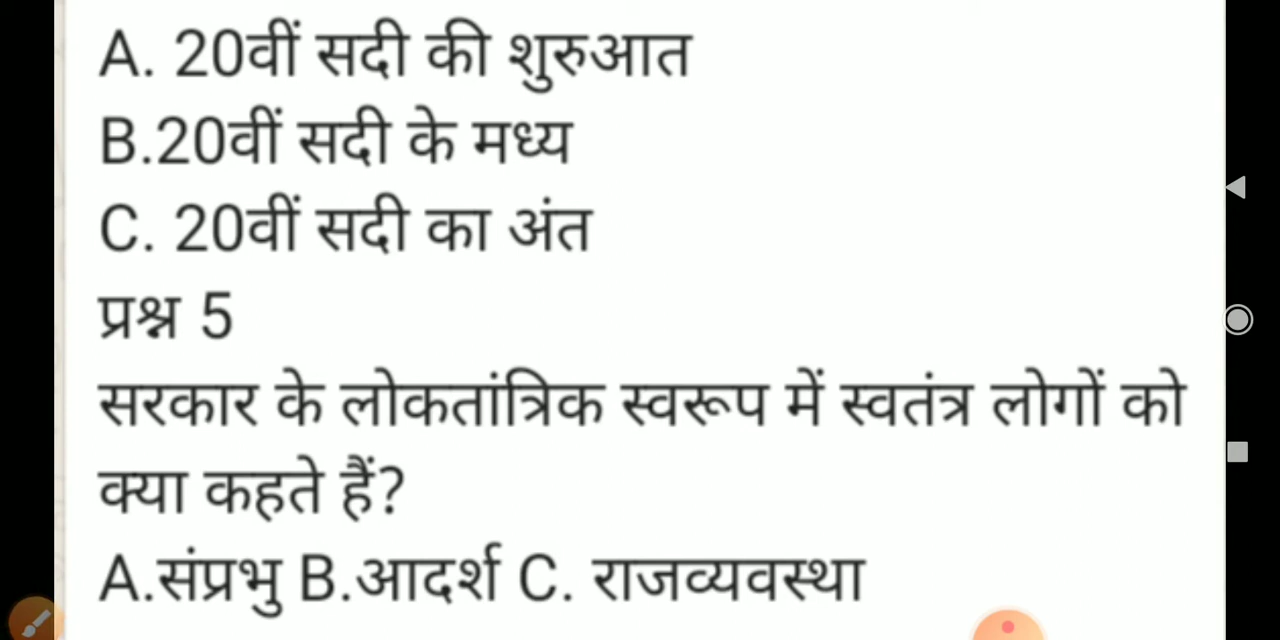 A. 20वीं सदी की शुरुआत
B.20वीं सदी के मध्य
C. 20वीं सदी का अंत
प्रश्न 5
सरकार के लोकतांत्रिक स्वरूप में स्वतंत्र लोगों को
क्या कहते हैं?
A.संप्रभु B.आदर्श C. राजव्यवस्था